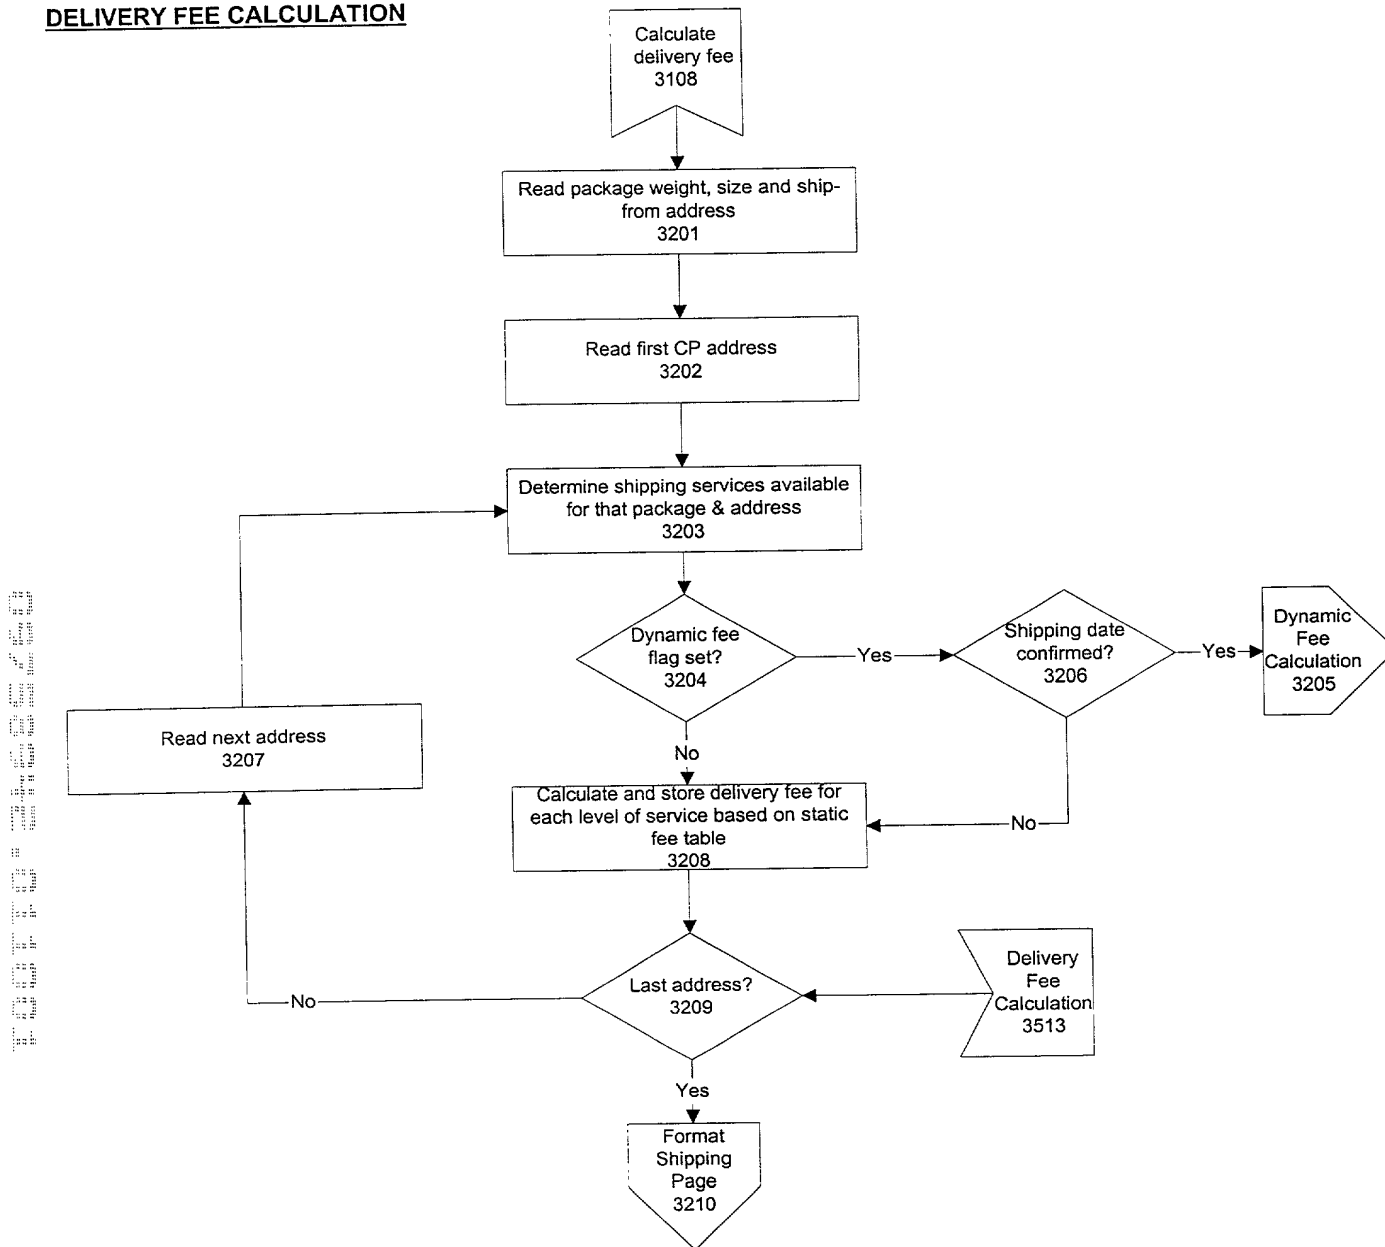 DELIVERY FEE CALCULATION
Calculate
delivery fee
3108
Read package weight, size and ship-
from address
3201
Read first CP address
3202
Determine shipping services available
for that package & address
3203
Dynamic fee
flag set?
3204
Yes
Shipping date
confirmed?
3206
Yes
Dynamic
Fee
Calculation
3205
Read next address
3207
No
Calculate and store delivery fee for
each level of service based on static
fee table
3208
No
Last address?
3209
No
Delivery
Fee
Calculation
3513
Yes
Format
Shipping
Page
3210